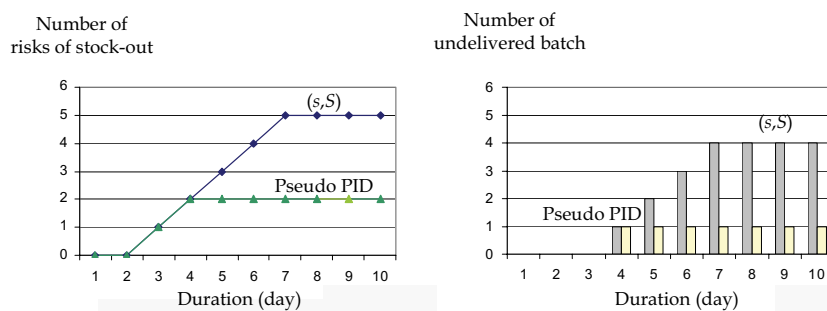 Number of
risks of stock-out
6
5
4
3
2
1
0
(s,S)
Pseudo PID
1 2 3 4 5 6 7 8 9 10
Duration (day)
Number of
undelivered batch
6
5
4
3
2
1
0
(s,S)
Pseudo PID
1 2 3 4 5 6 7 8 9 10
Duration (day)